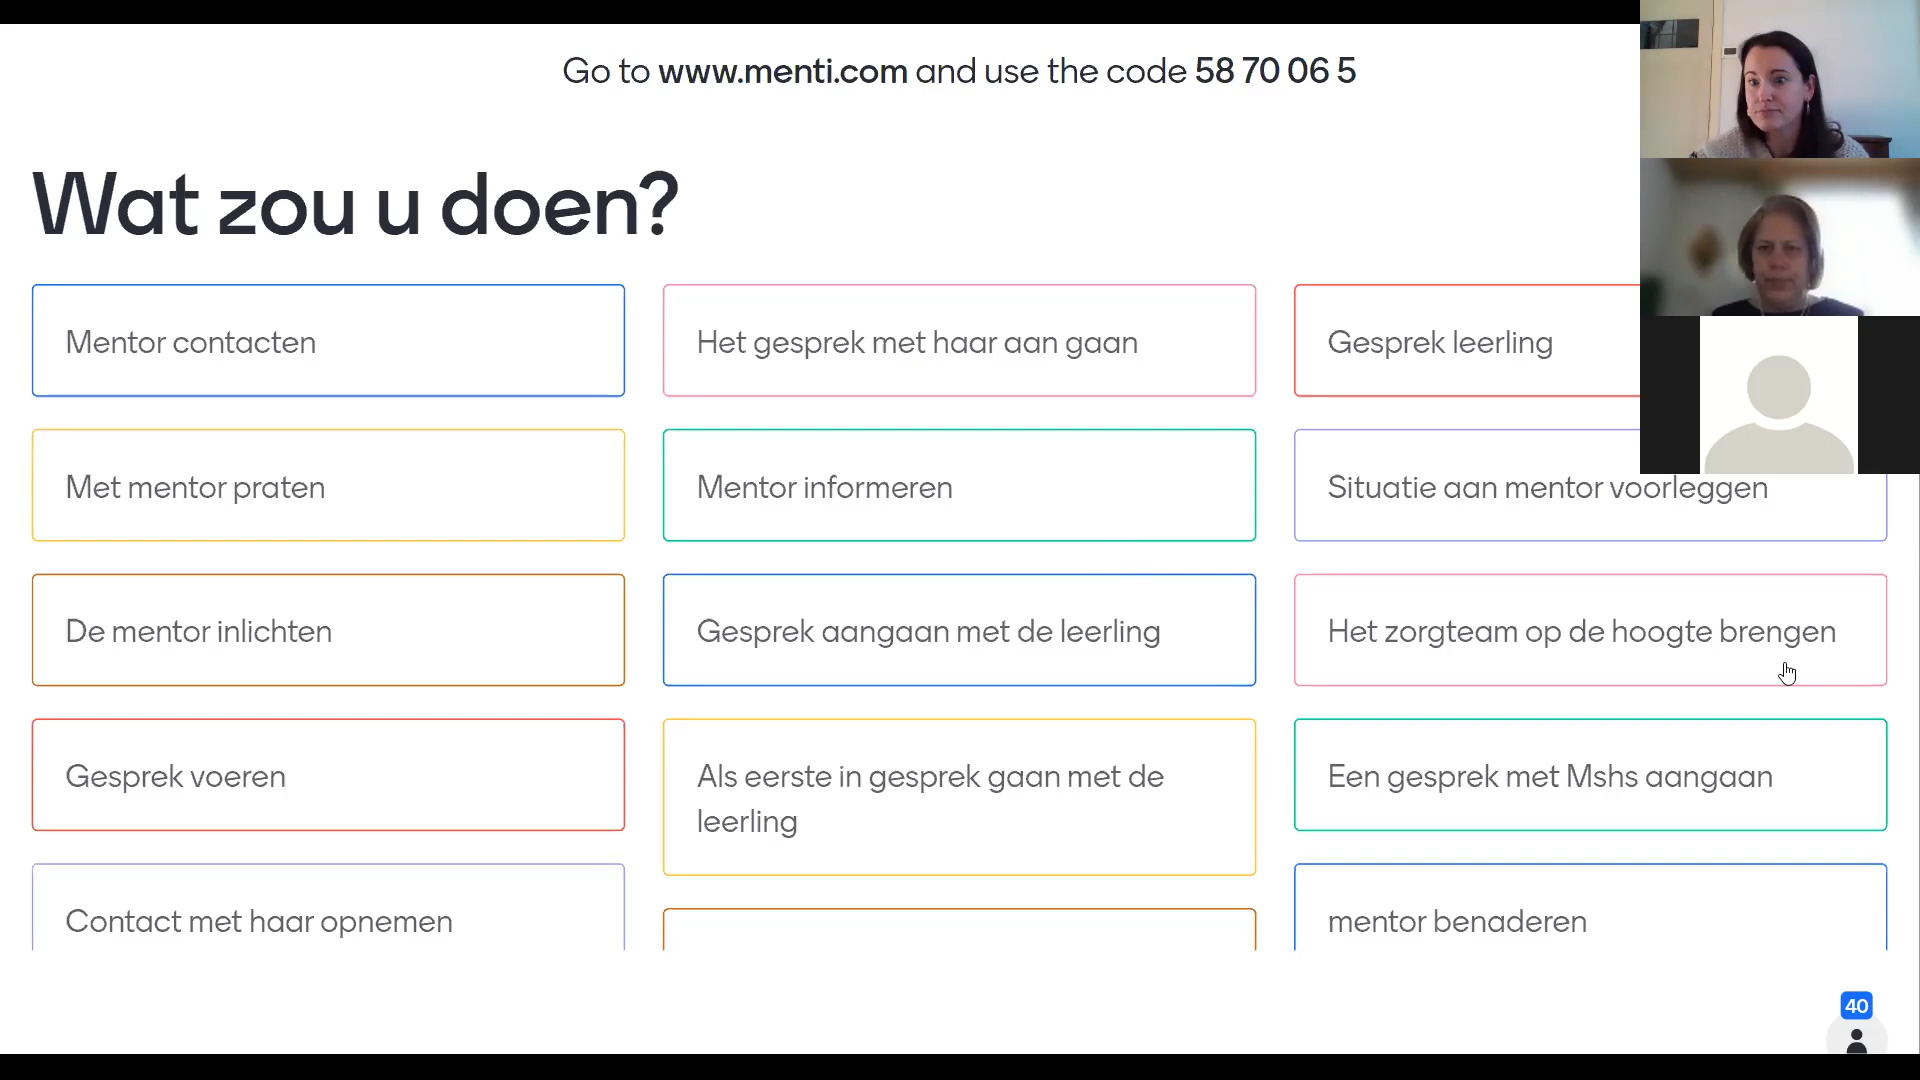 Go to www.menti.com and use the code 58 70 06 5
Wat zou u doen?
Mentor contacten
Het gesprek met haar aan gaan
Gesprek leerling
Met mentor praten
Mentor informeren
Situatie aan mentor voorleggen
De mentor inlichten
Gesprek aangaan met de leerling
Het zorgteam op de hoogte brengen
Gesprek voeren
Als eerste in gesprek gaan met de
leerling
Een gesprek met Mshs aangaan
Contact met haar opnemen
mentor benaderen
40